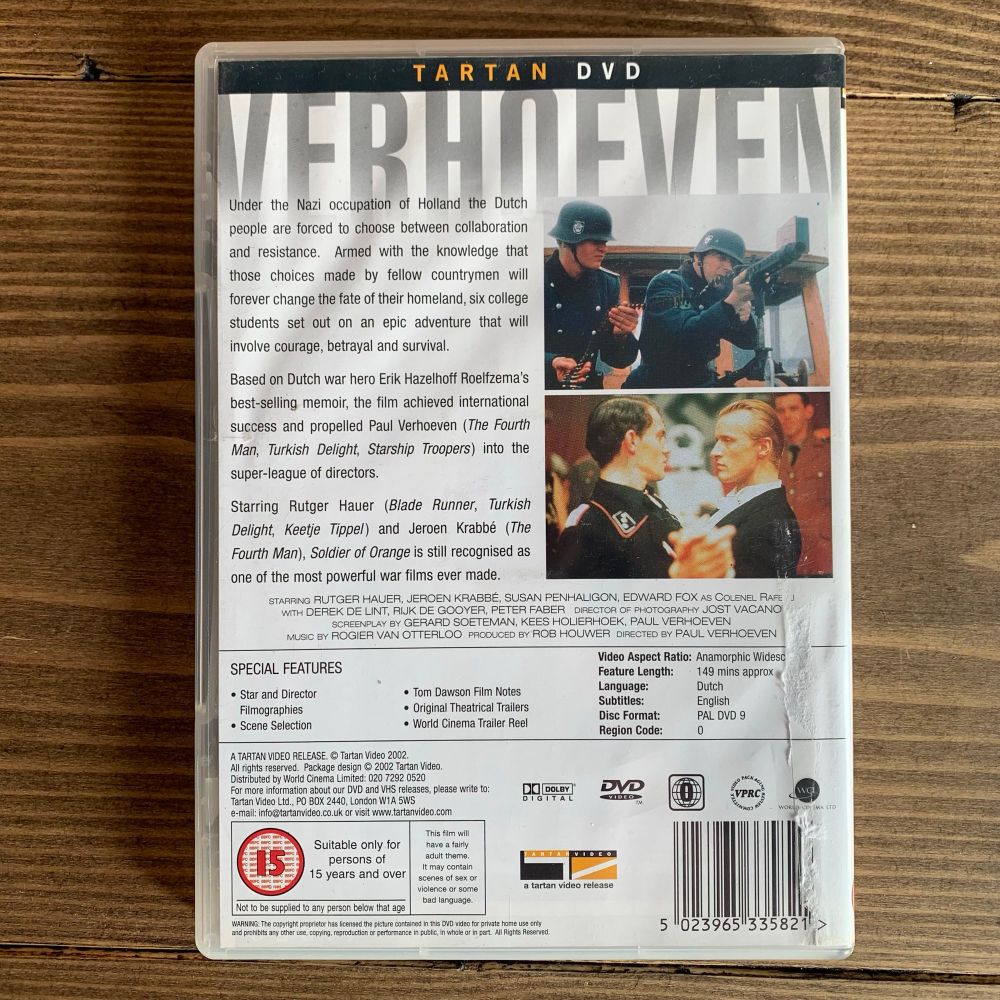 TARTAN DVD
VERHOEVEN
Under the Nazi occupation of Holland the Dutch
people are forced to choose between collaboration
and resistance. Armed with the knowledge that
those choices made by fellow countrymen will
forever change the fate of their homeland, six college
students set out on an epic adventure that will
involve courage, betrayal and survival.
Based on Dutch war hero Erik Hazelhoff Roelfzema's
best-selling memoir, the film achieved international
success and propelled Paul Verhoeven (The Fourth
Man, Turkish Delight, Starship Troopers) into the
super-league of directors.
Starring Rutger Hauer (Blade Runner, Turkish
Delight, Keetje Tippel) and Jeroen Krabbé (The
Fourth Man), Soldier of Orange is still recognised as
one of the most powerful war films ever made.
STARRING RUTGER HAUER, JEROEN KRABBÉ, SUSAN PENHALIGON, EDWARD FOX AS COLENEL
WITH DEREK DE LINT, RIJK DE GOOYER, PETER FABER DIRECTOR OF PHOTOGRAPHY JOST VACANO
SCREENPLAY BY GERARD SOETEMAN, KEES HOLIERHOEK, PAUL VERHOEVEN
MUSIC BY ROGIER VAN OTTERLOO PRODUCED BY ROB HOUWER DIRECTED BY PAUL VERHOEVEN
SPECIAL FEATURES
• Star and Director
Filmographies
• Scene Selection
• Tom Dawson Film Notes
• Original Theatrical Trailers
• World Cinema Trailer Reel
Video Aspect Ratio: Anamorphic
Feature Length: 149 mins approx
Language: Dutch
Subtitles: English
Disc Format: PAL DVD 9
Region Code: 0
A TARTAN VIDEO RELEASE. © Tartan Video 2002.
All rights reserved. Package design © 2002 Tartan Video.
Distributed by World Cinema Limited: 020 7292 0520
For more information about our DVD and VHS releases, please write to:
Tartan Video Ltd., PO BOX 2440, London W1A 5WS
e-mail: info@tartanvideo.co.uk or visit www.tartanvideo.com
DOLBY
DIGITAL
DVD
VIDEO
TM
0
VIDEO PACKAGING REVIEW COMMITTEE
VPRC
WCL
WORLD CINEMA LTD
15
Suitable only for
persons of
15 years and over
Not to be supplied to any person below that age
This film will
have a fairly
adult theme.
It may contain
scenes of sex or
violence or some
bad language.
TARTAN VIDEO
a tartan video release
5 023965 335821 >
WARNING: The copyright proprietor has licensed the picture contained in this DVD video for private home use only
and prohibits any other use, copying, reproduction or performance in public, in whole or in part. All Rights Reserved.